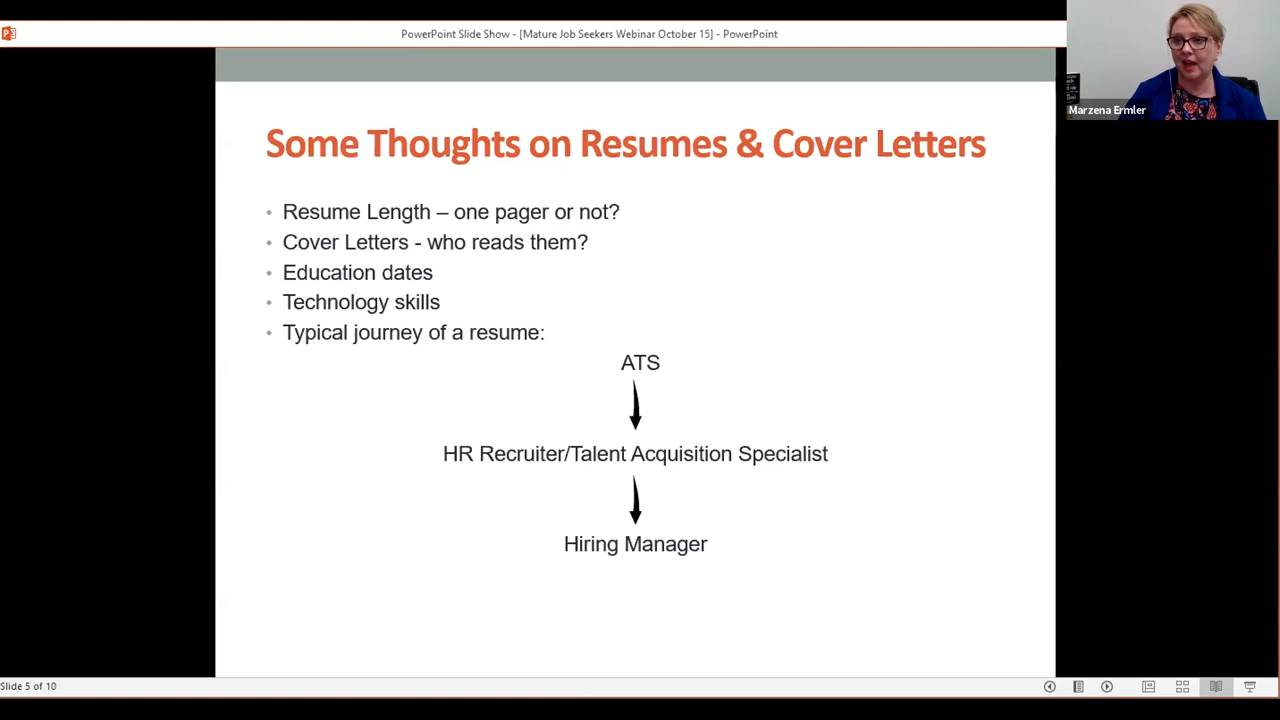 PowerPoint Slide Show - [Mature Job Seekers Webinar October 15] - PowerPoint
Marzena Ermler
Some Thoughts on Resumes & Cover Letters
• Resume Length – one pager or not?
• Cover Letters - who reads them?
• Education dates
• Technology skills
• Typical journey of a resume:
ATS
HR Recruiter/Talent Acquisition Specialist
Hiring Manager
Slide 5 of 10